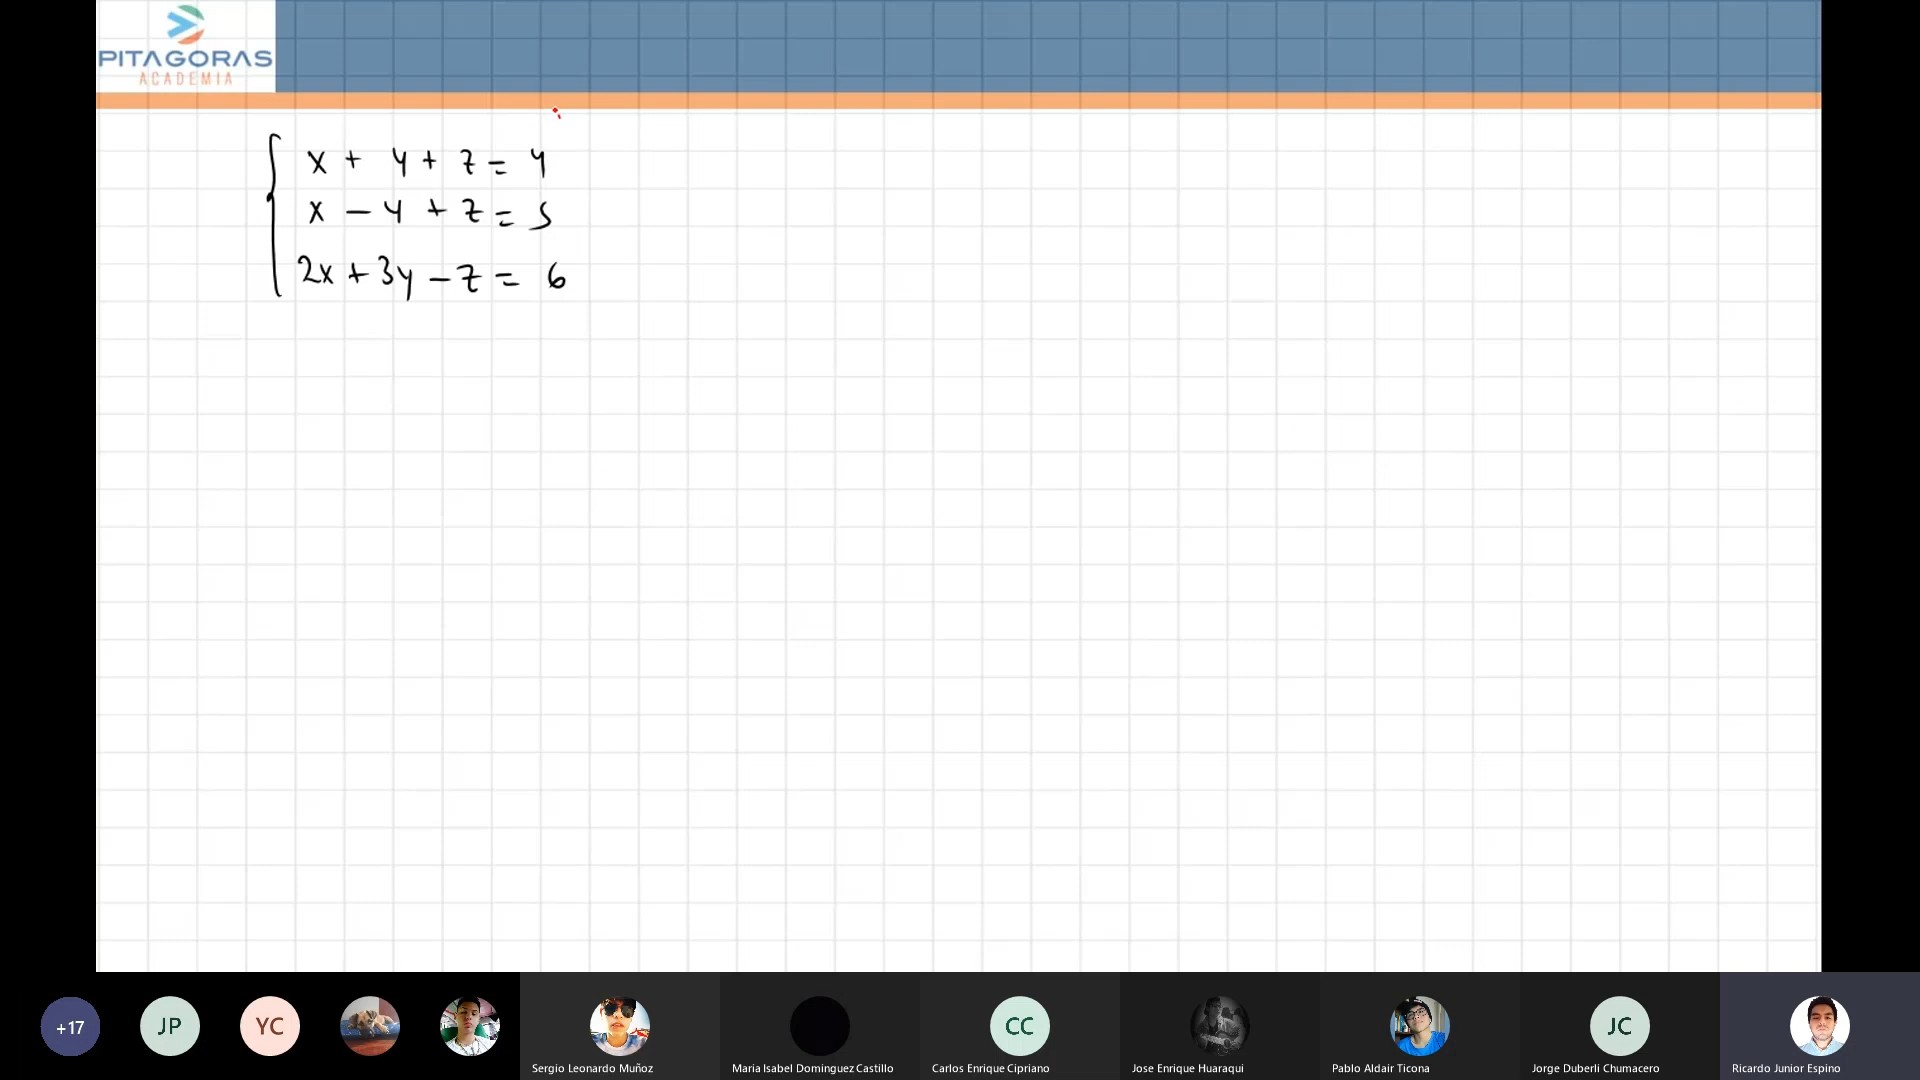 PITAGORAS
ACADEMIA
x + y + z = 4
x - y + z = 5
2x + 3y - z = 6
+17
JP
YC
CC
JC
Sergio Leonardo Muñoz
Maria Isabel Dominguez Castillo
Carlos Enrique Cipriano
Jose Enrique Huaraqui
Pablo Aldair Ticona
Jorge Duberli Chumacero
Ricardo Junior Espino